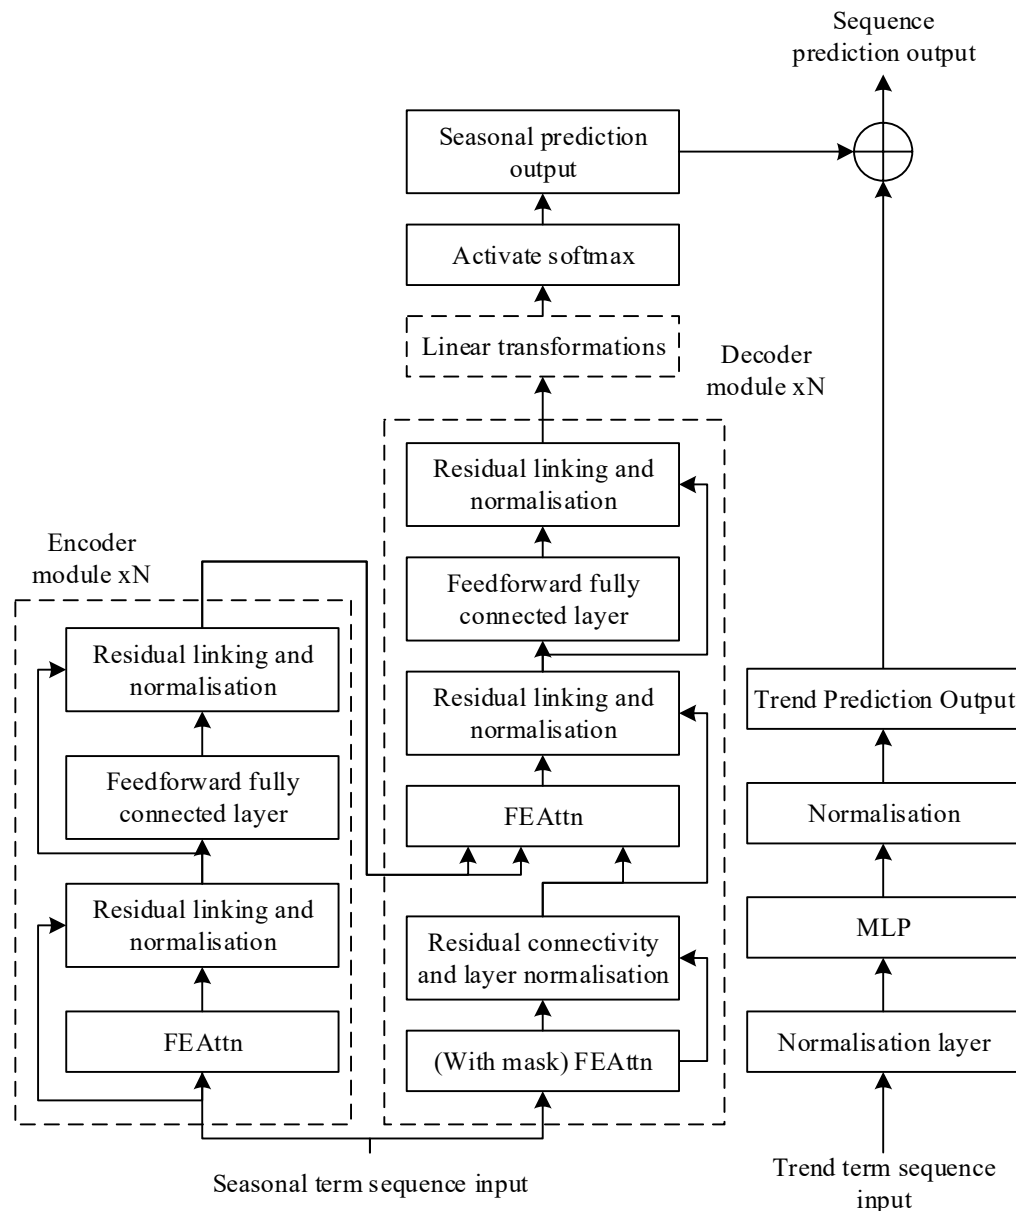 Sequence
prediction output
Seasonal prediction
output
Activate softmax
Linear transformations
Decoder
module xN
Residual linking and
normalisation
Feedforward fully
connected layer
Residual linking and
normalisation
FEAttn
Residual connectivity
and layer normalisation
(With mask) FEAttn
Encoder
module xN
Residual linking and
normalisation
Feedforward fully
connected layer
Residual linking and
normalisation
FEAttn
Seasonal term sequence input
Trend Prediction Output
Normalisation
MLP
Normalisation layer
Trend term sequence
input